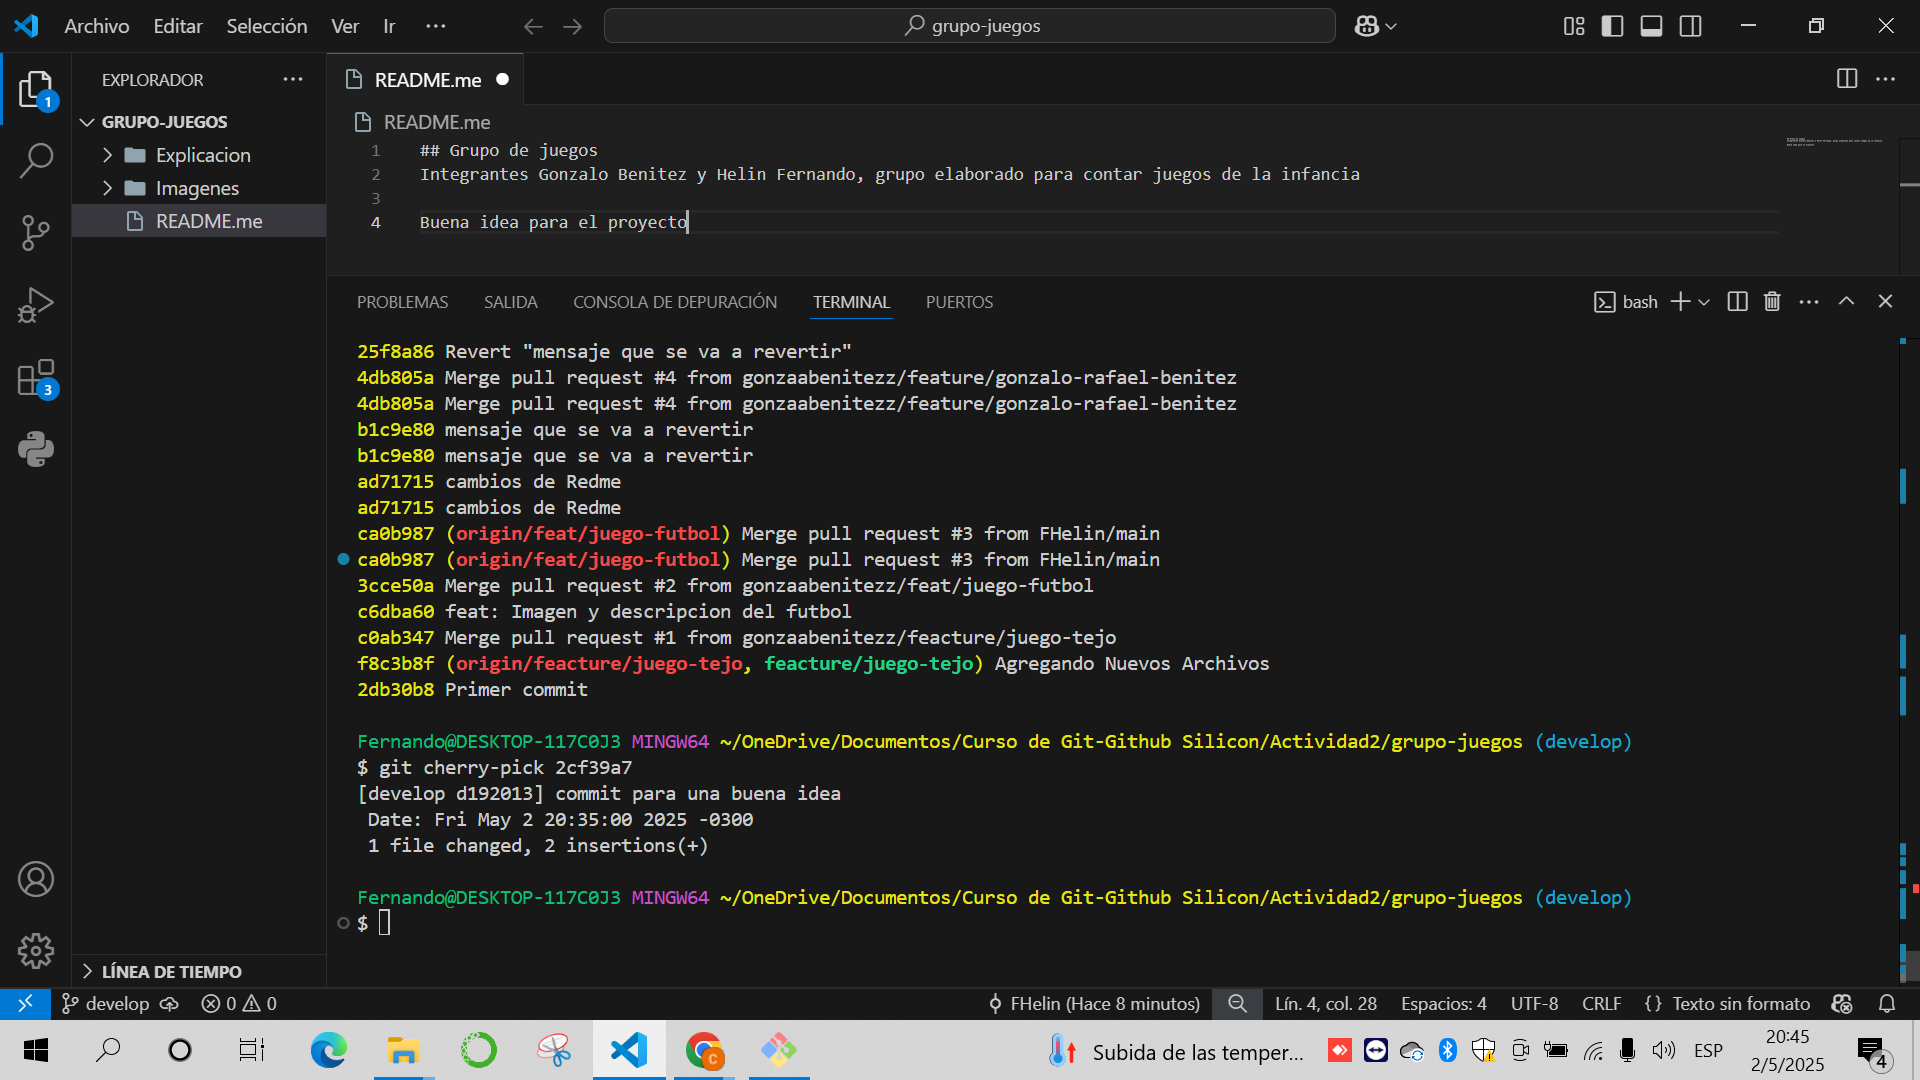 Archivo Editar Selección Ver Ir ... grupo-juegos
EXPLORADOR
README.me
GRUPO-JUEGOS
Explicacion
Imagenes
README.me
LÍNEA DE TIEMPO
1
3
README.me
1 ## Grupo de juegos
2 Integrantes Gonzalo Benitez y Helin Fernando, grupo elaborado para contar juegos de la infancia
3
4 Buena idea para el proyecto
PROBLEMAS SALIDA CONSOLA DE DEPURACIÓN TERMINAL PUERTOS bash
25f8a86 Revert "mensaje que se va a revertir"
4db805a Merge pull request #4 from gonzaabenitezz/feature/gonzalo-rafael-benitez
4db805a Merge pull request #4 from gonzaabenitezz/feature/gonzalo-rafael-benitez
b1c9e80 mensaje que se va a revertir
b1c9e80 mensaje que se va a revertir
ad71715 cambios de Redme
ad71715 cambios de Redme
ca0b987 (origin/feat/juego-futbol) Merge pull request #3 from FHelin/main
ca0b987 (origin/feat/juego-futbol) Merge pull request #3 from FHelin/main
3cce50a Merge pull request #2 from gonzaabenitezz/feat/juego-futbol
c6dba60 feat: Imagen y descripcion del futbol
c0ab347 Merge pull request #1 from gonzaabenitezz/feacture/juego-tejo
f8c3b8f (origin/feacture/juego-tejo, feacture/juego-tejo) Agregando Nuevos Archivos
2db30b8 Primer commit
Fernando@DESKTOP-117C0J3 MINGW64 ~/OneDrive/Documentos/Curso de Git-Github Silicon/Actividad2/grupo-juegos (develop)
$ git cherry-pick 2cf39a7
[develop d192013] commit para una buena idea
Date: Fri May 2 20:35:00 2025 -0300
1 file changed, 2 insertions(+)
Fernando@DESKTOP-117C0J3 MINGW64 ~/OneDrive/Documentos/Curso de Git-Github Silicon/Actividad2/grupo-juegos (develop)
$
develop 0 0 FHelin (Hace 8 minutos) Lín. 4, col. 28 Espacios: 4 UTF-8 CRLF {} Texto sin formato
Subida de las temper... ESP 20:45
2/5/2025
4